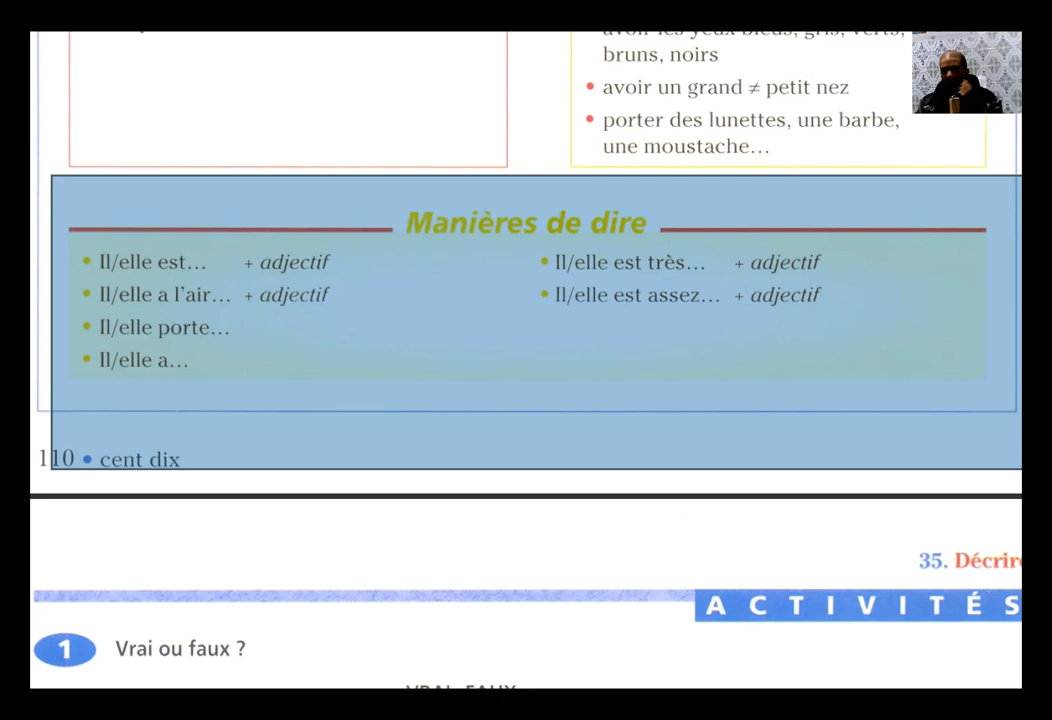 bruns, noirs
• avoir un grand ≠ petit nez
• porter des lunettes, une barbe,
une moustache...
Manières de dire
• Il/elle est... + adjectif
• Il/elle a l'air... + adjectif
• Il/elle porte...
• Il/elle a...
• Il/elle est très... + adjectif
• Il/elle est assez... + adjectif
110 • cent dix
35. Décrire
ACTIVITÉS
1 Vrai ou faux ?